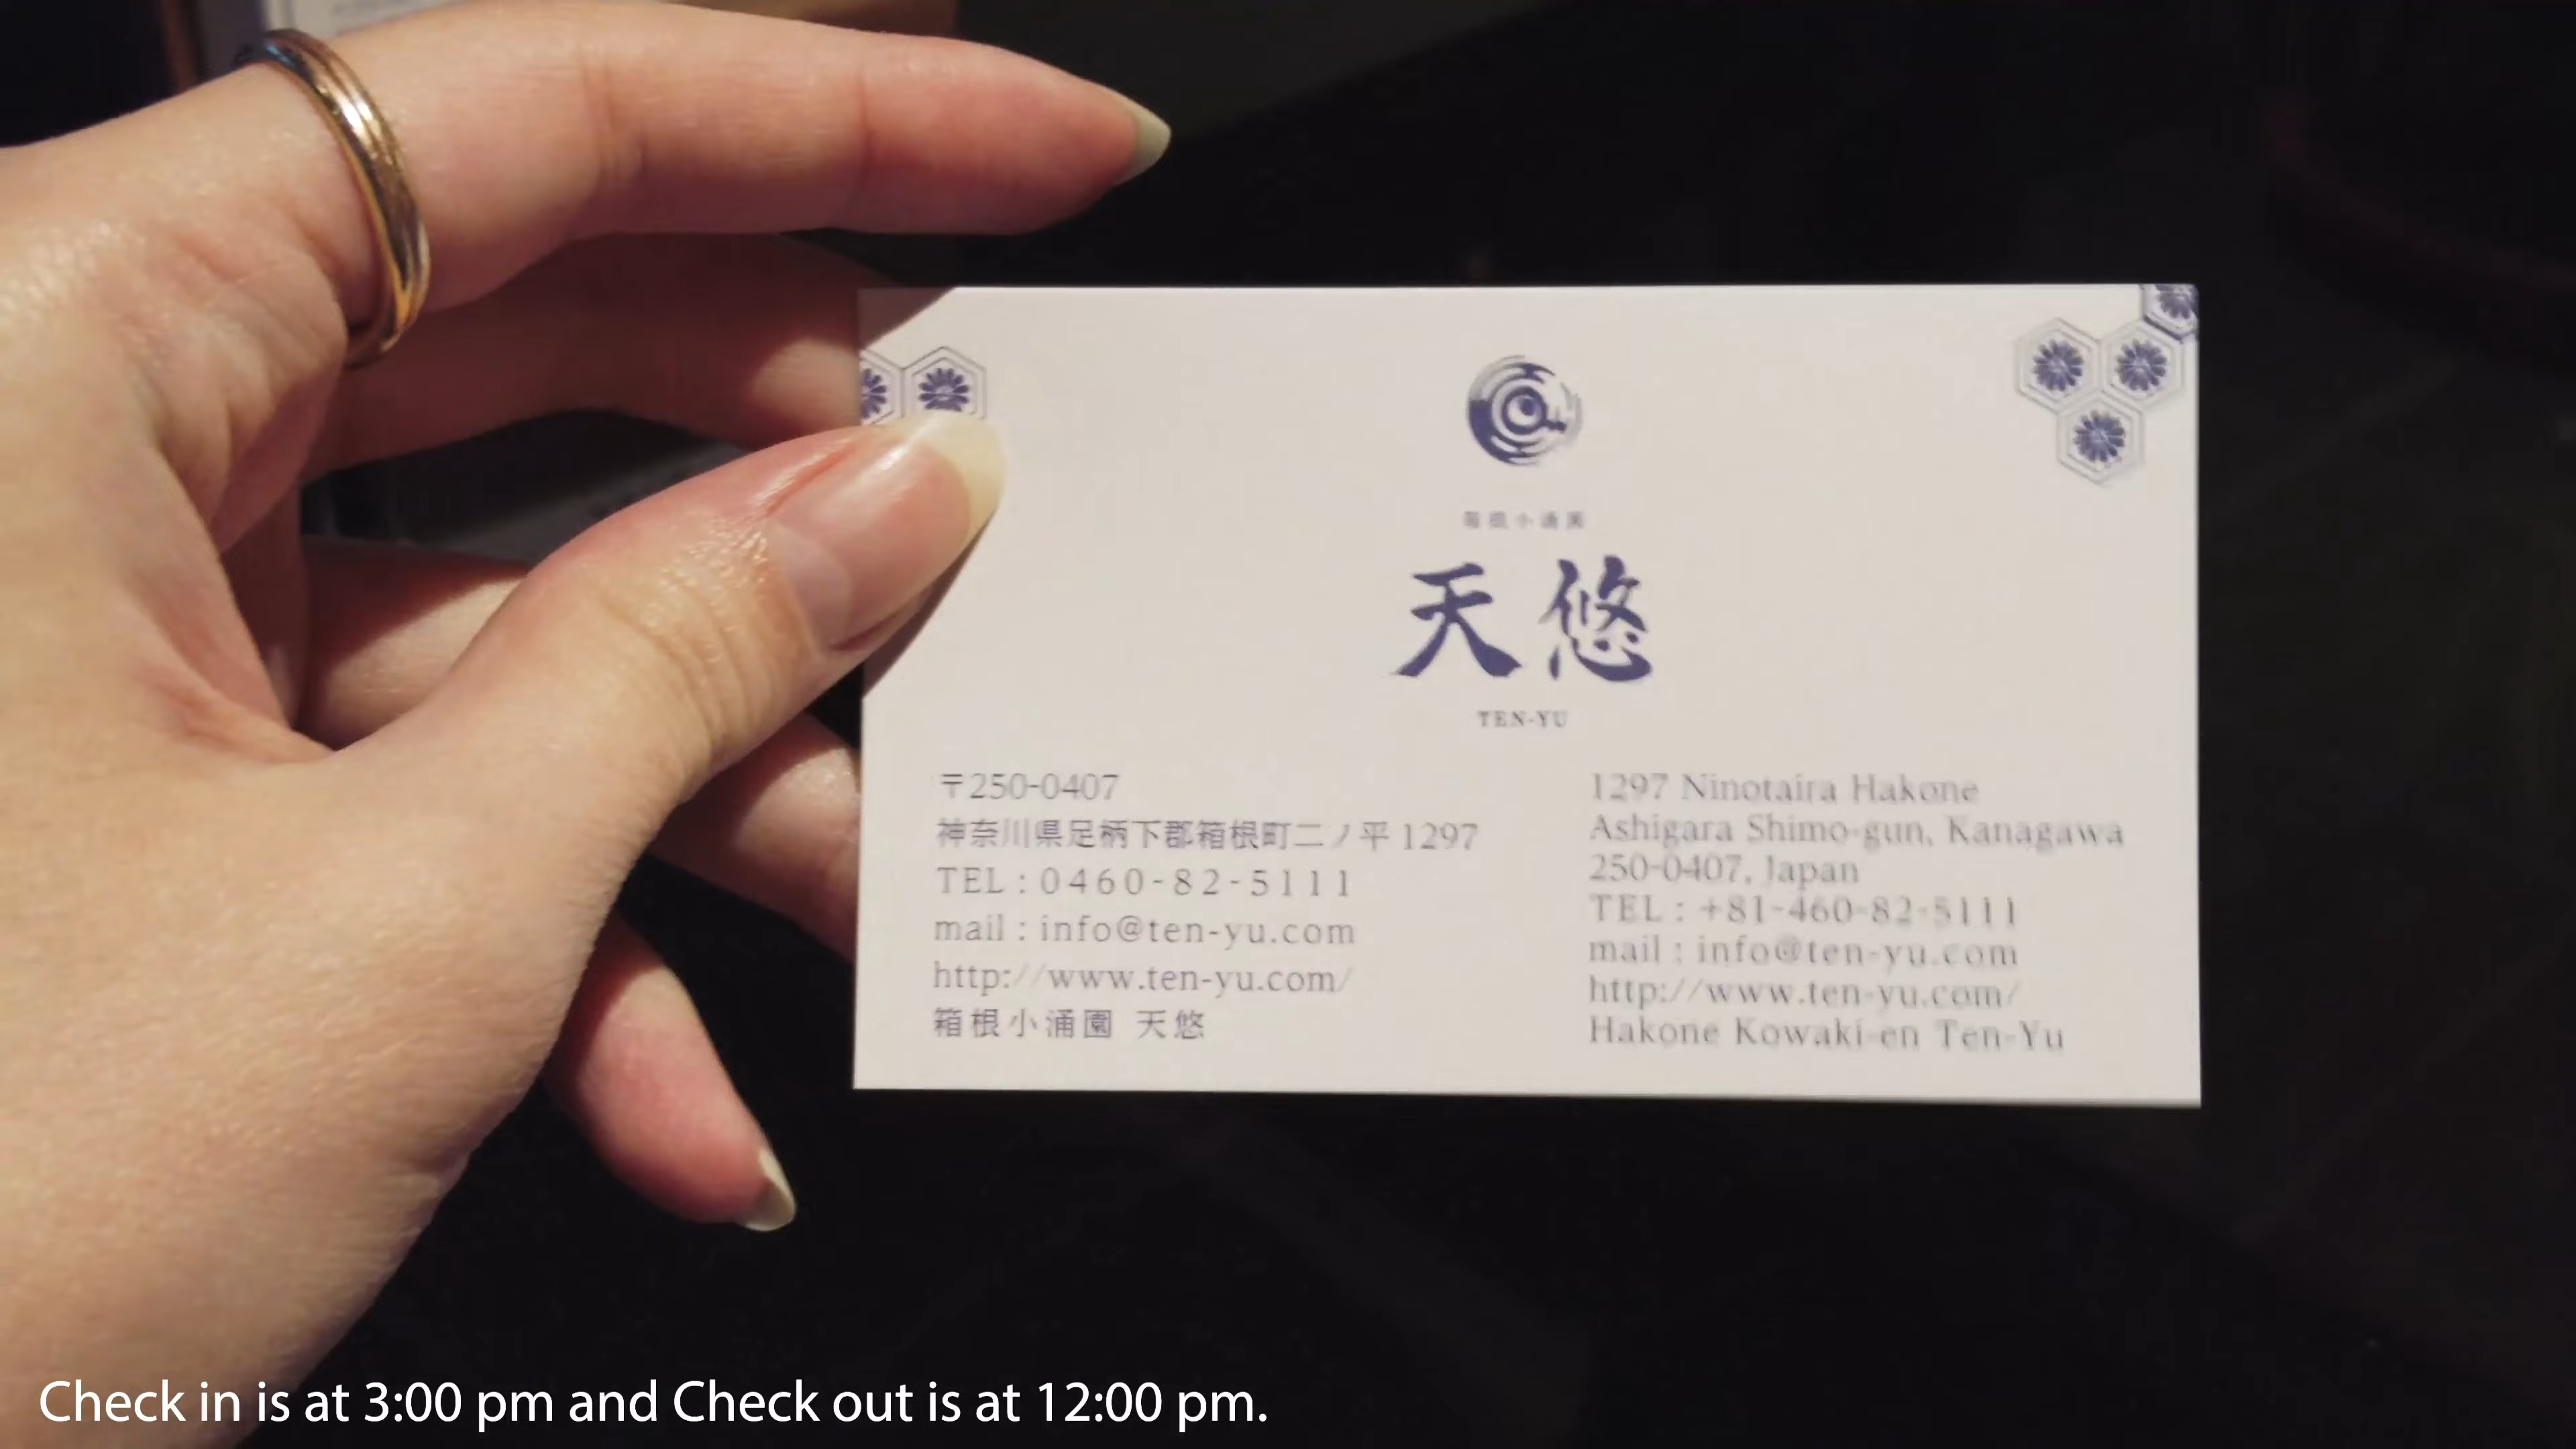 箱根小涌園
天悠
TEN-YU
〒250-0407
神奈川県足柄下郡箱根町二ノ平1297
TEL : 0460-82-5111
mail : info@ten-yu.com
http://www.ten-yu.com/
箱根小涌園 天悠
1297 Ninotaira Hakone
Ashigara Shimo-gun, Kanagawa
250-0407, Japan
TEL : +81-460-82-5111
mail : info@ten-yu.com
http://www.ten-yu.com/
Hakone Kowaki-en Ten-Yu
Check in is at 3:00 pm and Check out is at 12:00 pm.